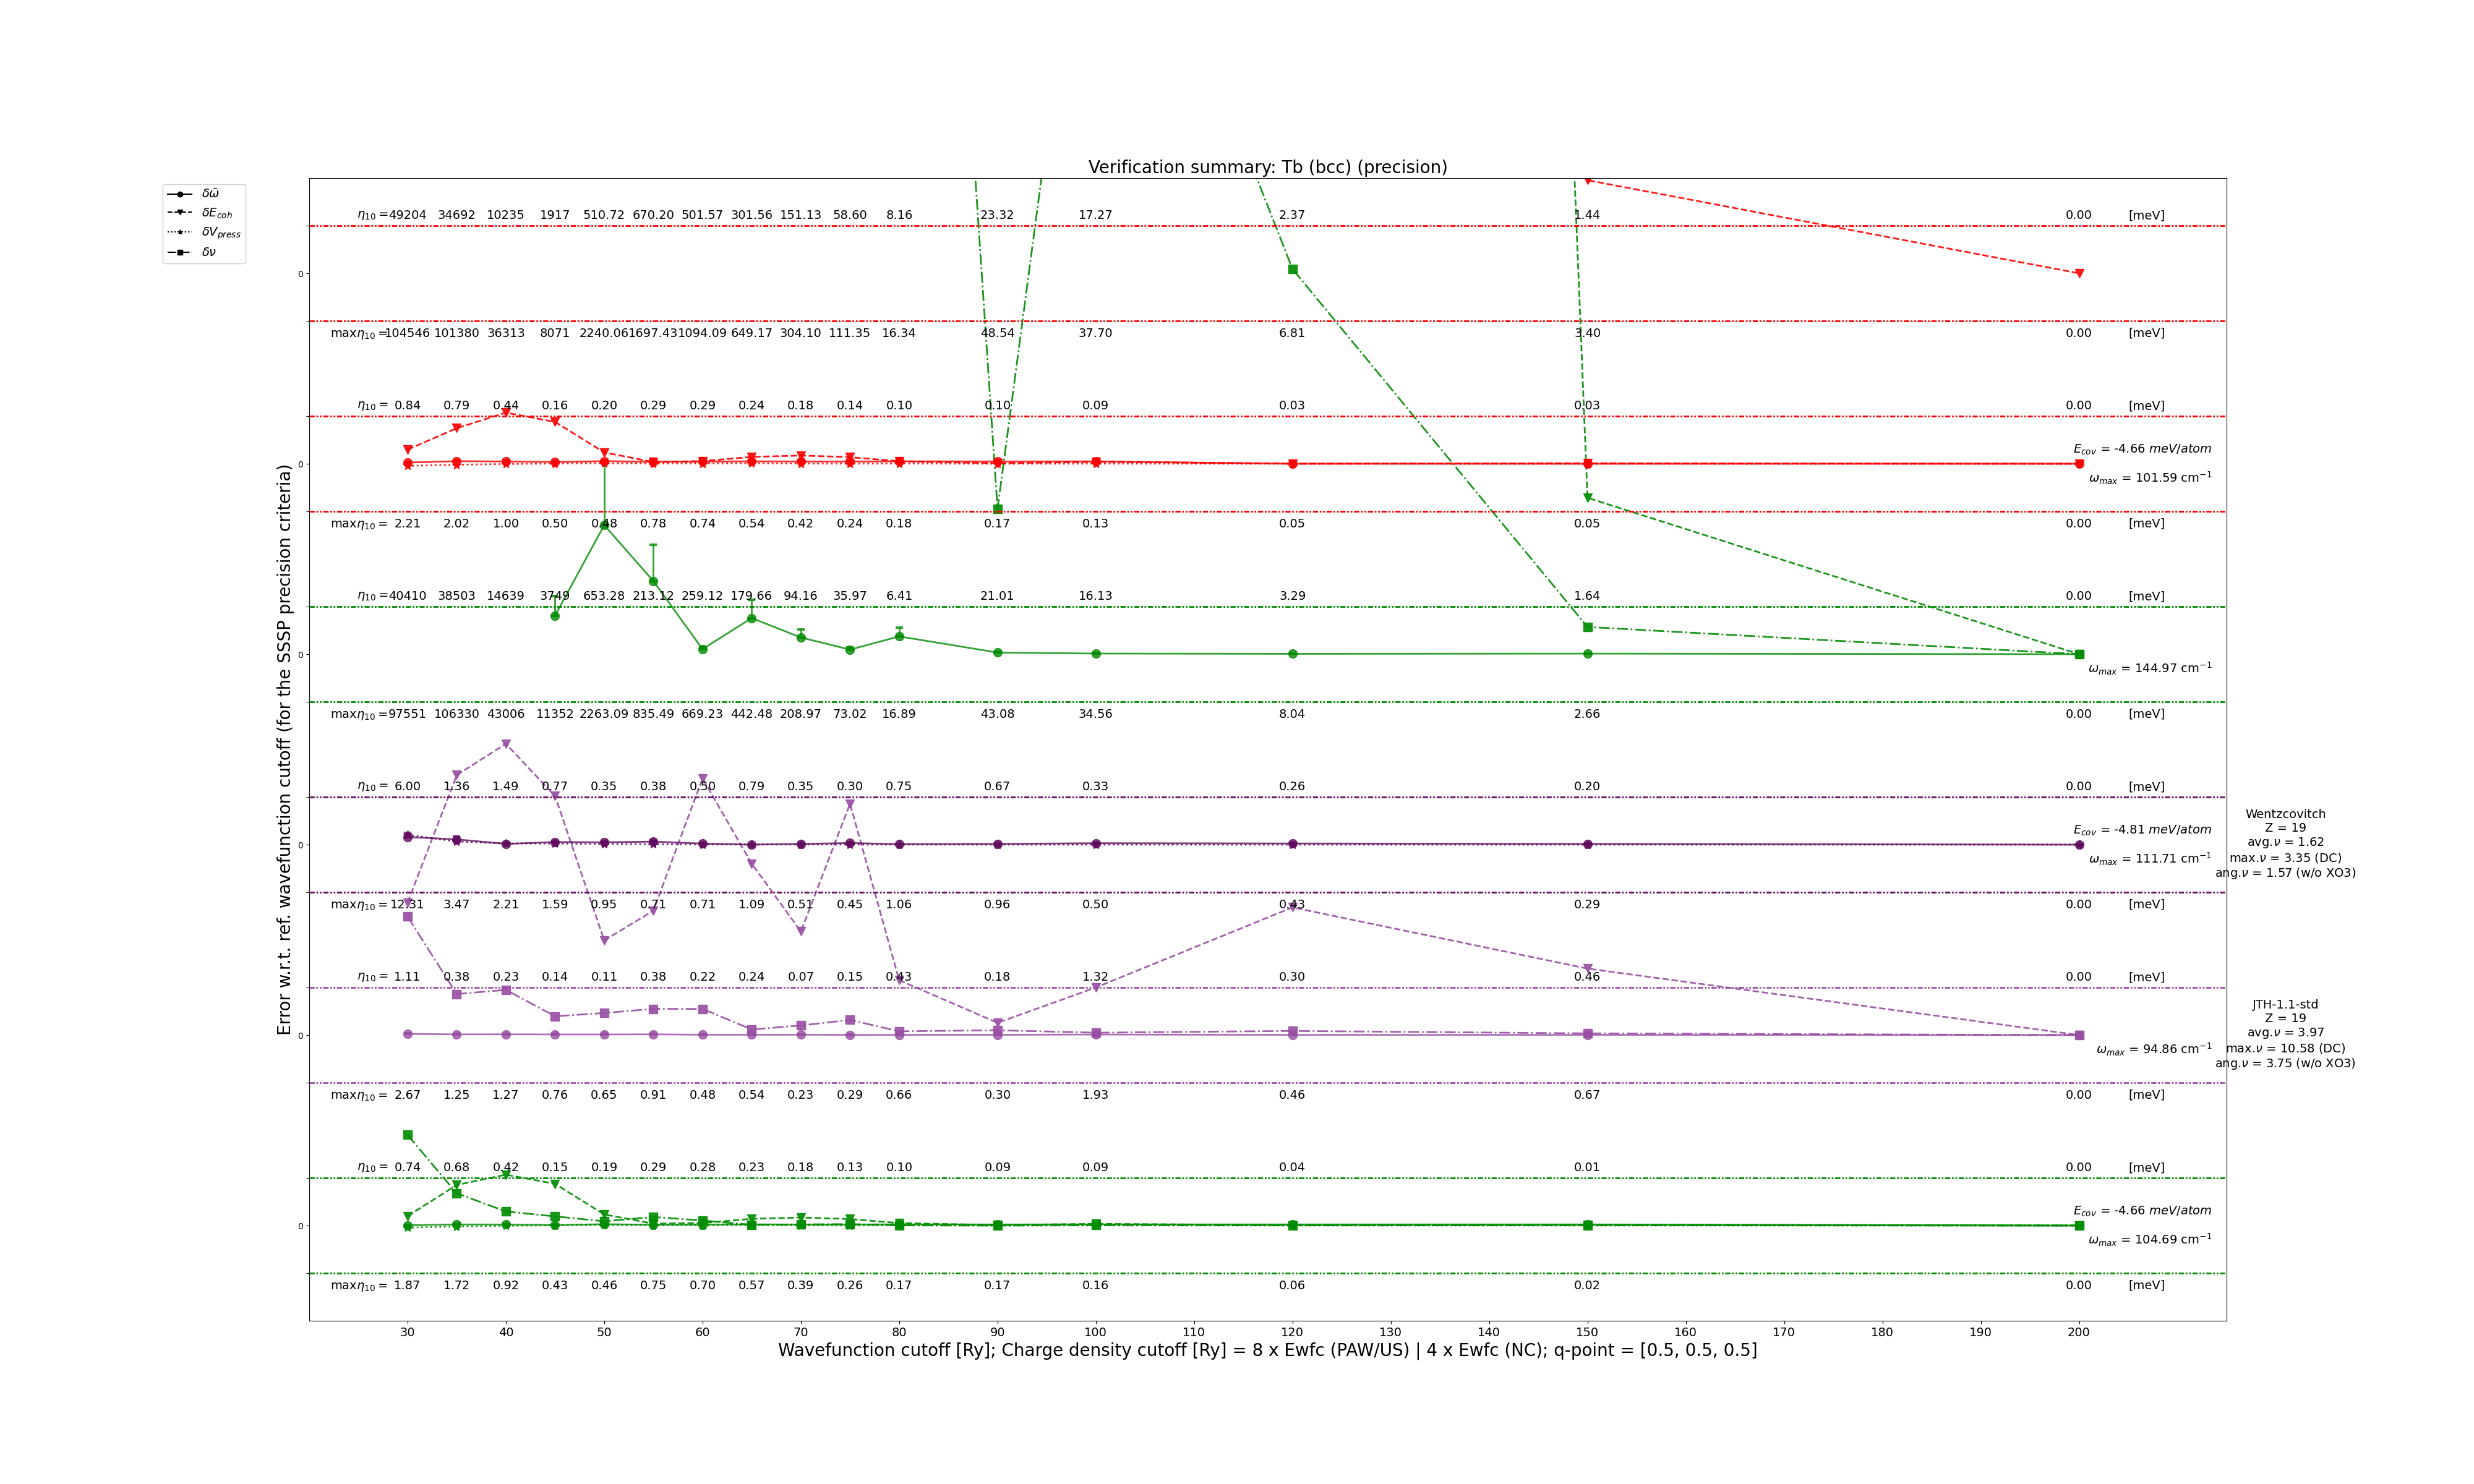 Verification summary: Tb (bcc) (precision)
δω̄
δE_coh
δV_press
δν
Error w.r.t. ref. wavefunction cutoff (for the SSSP precision criteria)
η₁₀ = 49204 34692 10235 1917 510.72 670.20 501.57 301.56 151.13 58.60 8.16 23.32 17.27 2.37 1.44 0.00 [meV]
0
maxη₁₀ = 104546 101380 36313 8071 2240.06 1697.43 1094.09 649.17 304.10 111.35 16.34 48.54 37.70 6.81 3.40 0.00 [meV]
η₁₀ = 0.84 0.79 0.44 0.16 0.20 0.29 0.29 0.24 0.18 0.14 0.10 0.10 0.09 0.03 0.03 0.00 [meV]
E_cov = -4.66 meV/atom
0
ω_max = 101.59 cm⁻¹
maxη₁₀ = 2.21 2.02 1.00 0.50 0.48 0.78 0.74 0.54 0.42 0.24 0.18 0.17 0.13 0.05 0.05 0.00 [meV]
η₁₀ = 40410 38503 14639 3749 653.28 213.12 259.12 179.66 94.16 35.97 6.41 21.01 16.13 3.29 1.64 0.00 [meV]
0
ω_max = 144.97 cm⁻¹
maxη₁₀ = 97551 106330 43006 11352 2263.09 835.49 669.23 442.48 208.97 73.02 16.89 43.08 34.56 8.04 2.66 0.00 [meV]
η₁₀ = 6.00 1.36 1.49 0.77 0.35 0.38 0.50 0.79 0.35 0.30 0.75 0.67 0.33 0.26 0.20 0.00 [meV]
E_cov = -4.81 meV/atom
0
ω_max = 111.71 cm⁻¹
Wentzcovitch
Z = 19
avg.ν = 1.62
max.ν = 3.35 (DC)
ang.ν = 1.57 (w/o XO3)
maxη₁₀ = 12.31 3.47 2.21 1.59 0.95 0.71 0.71 1.09 0.51 0.45 1.06 0.96 0.50 0.43 0.29 0.00 [meV]
η₁₀ = 1.11 0.38 0.23 0.14 0.11 0.38 0.22 0.24 0.07 0.15 0.43 0.18 1.32 0.30 0.46 0.00 [meV]
0
ω_max = 94.86 cm⁻¹
JTH-1.1-std
Z = 19
avg.ν = 3.97
max.ν = 10.58 (DC)
ang.ν = 3.75 (w/o XO3)
maxη₁₀ = 2.67 1.25 1.27 0.76 0.65 0.91 0.48 0.54 0.23 0.29 0.66 0.30 1.93 0.46 0.67 0.00 [meV]
η₁₀ = 0.74 0.68 0.42 0.15 0.19 0.29 0.28 0.23 0.18 0.13 0.10 0.09 0.09 0.04 0.01 0.00 [meV]
E_cov = -4.66 meV/atom
0
ω_max = 104.69 cm⁻¹
maxη₁₀ = 1.87 1.72 0.92 0.43 0.46 0.75 0.70 0.57 0.39 0.26 0.17 0.17 0.16 0.06 0.02 0.00 [meV]
30 40 50 60 70 80 90 100 110 120 130 140 150 160 170 180 190 200
Wavefunction cutoff [Ry]; Charge density cutoff [Ry] = 8 x Ewfc (PAW/US) | 4 x Ewfc (NC); q-point = [0.5, 0.5, 0.5]